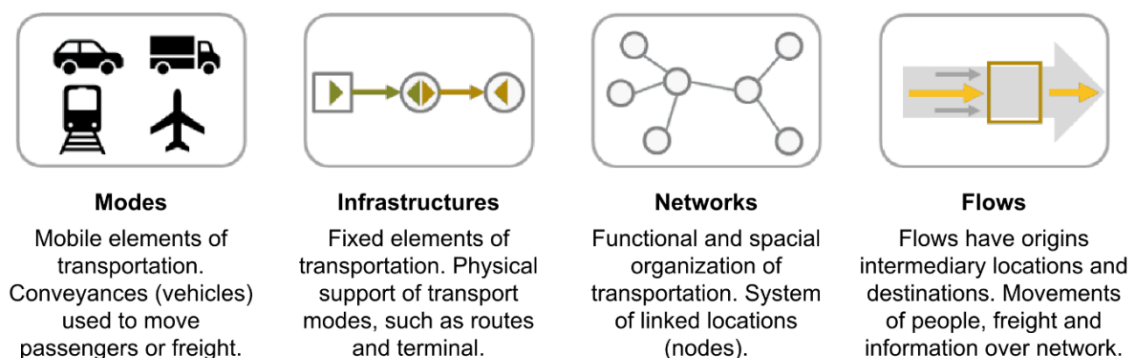 Modes
Mobile elements of
transportation.
Conveyances (vehicles)
used to move
passengers or freight.
Infrastructures
Fixed elements of
transportation. Physical
support of transport
modes, such as routes
and terminal.
Networks
Functional and spacial
organization of
transportation. System
of linked locations
(nodes).
Flows
Flows have origins
intermediary locations and
destinations. Movements
of people, freight and
information over network.